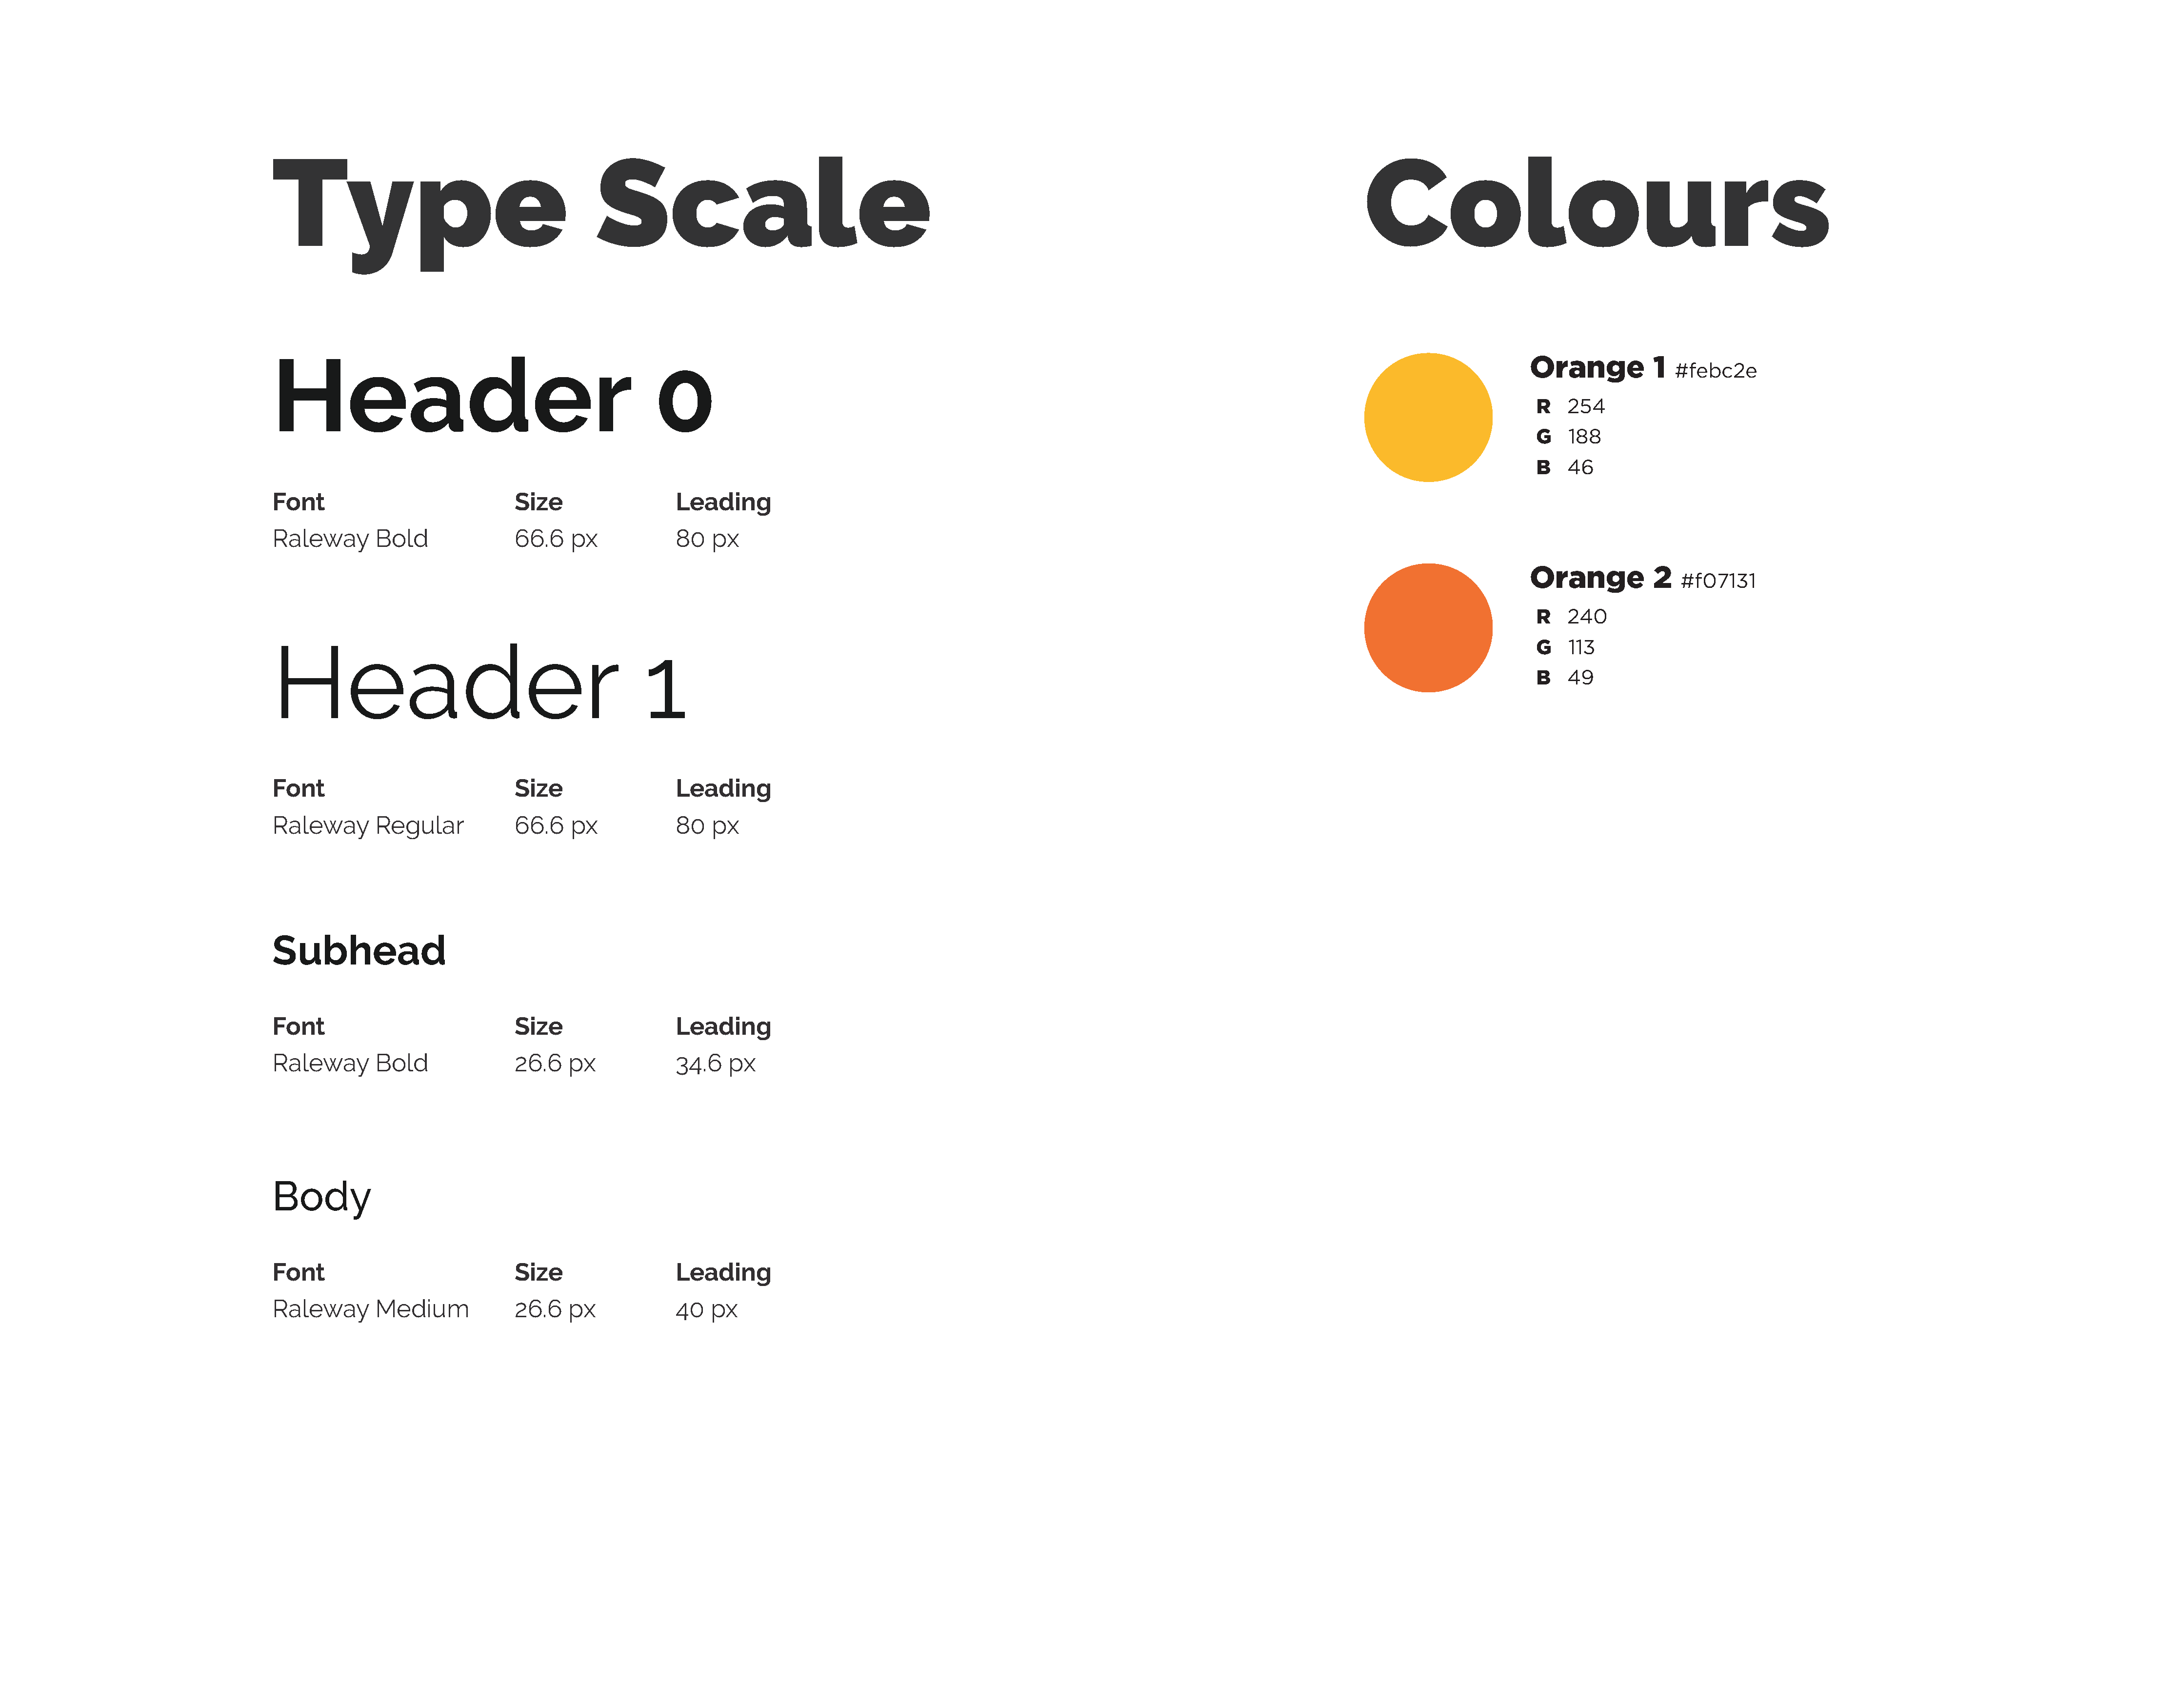 Type Scale
Header 0
Font Size Leading
Raleway Bold 66.6 px 80 px
Header 1
Font Size Leading
Raleway Regular 66.6 px 80 px
Subhead
Font Size Leading
Raleway Bold 26.6 px 34.6 px
Body
Font Size Leading
Raleway Medium 26.6 px 40 px
Colours
Orange 1 #febc2e
R 254
G 188
B 46
Orange 2 #f07131
R 240
G 113
B 49